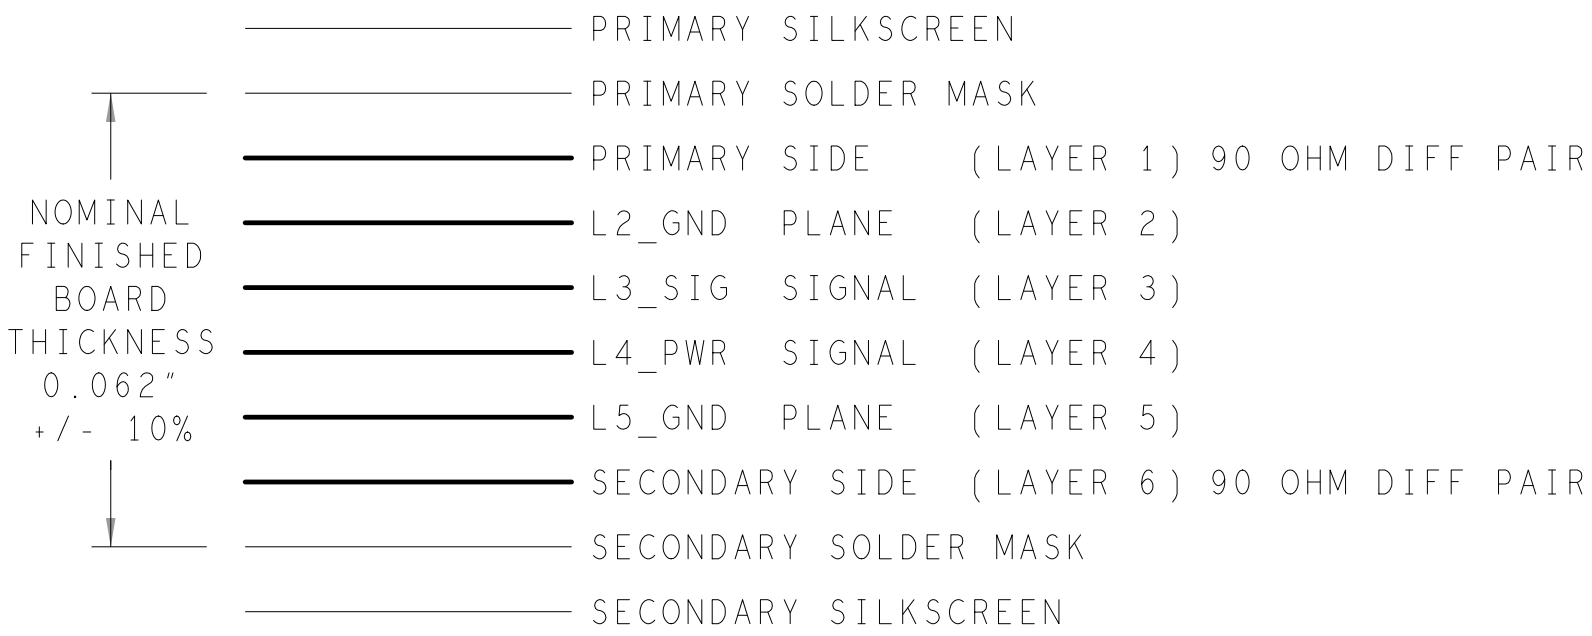 PRIMARY SILKSCREEN
PRIMARY SOLDER MASK
PRIMARY SIDE (LAYER 1) 90 OHM DIFF PAIR
L2_GND PLANE (LAYER 2)
L3_SIG SIGNAL (LAYER 3)
L4_PWR SIGNAL (LAYER 4)
L5_GND PLANE (LAYER 5)
SECONDARY SIDE (LAYER 6) 90 OHM DIFF PAIR
SECONDARY SOLDER MASK
SECONDARY SILKSCREEN
NOMINAL
FINISHED
BOARD
THICKNESS
0.062"
+/- 10%